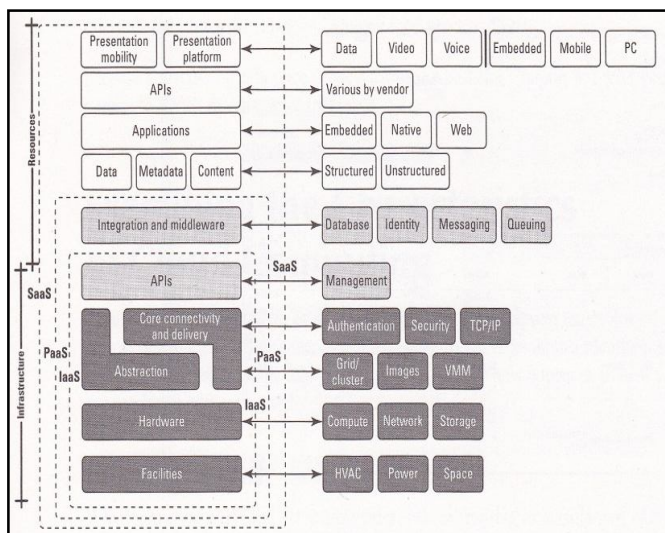 Presentation mobility
Presentation platform
Data
Video
Voice
Embedded
Mobile
PC
APIs
Various by vendor
Applications
Embedded
Native
Web
Data
Metadata
Content
Structured
Unstructured
Resources
Integration and middleware
Database
Identity
Messaging
Queuing
APIs
SaaS
Management
SaaS
Core connectivity and delivery
Authentication
Security
TCP/IP
PaaS
PaaS
IaaS
Abstraction
Grid/cluster
Images
VMM
Infrastructure
IaaS
Hardware
Compute
Network
Storage
Facilities
HVAC
Power
Space